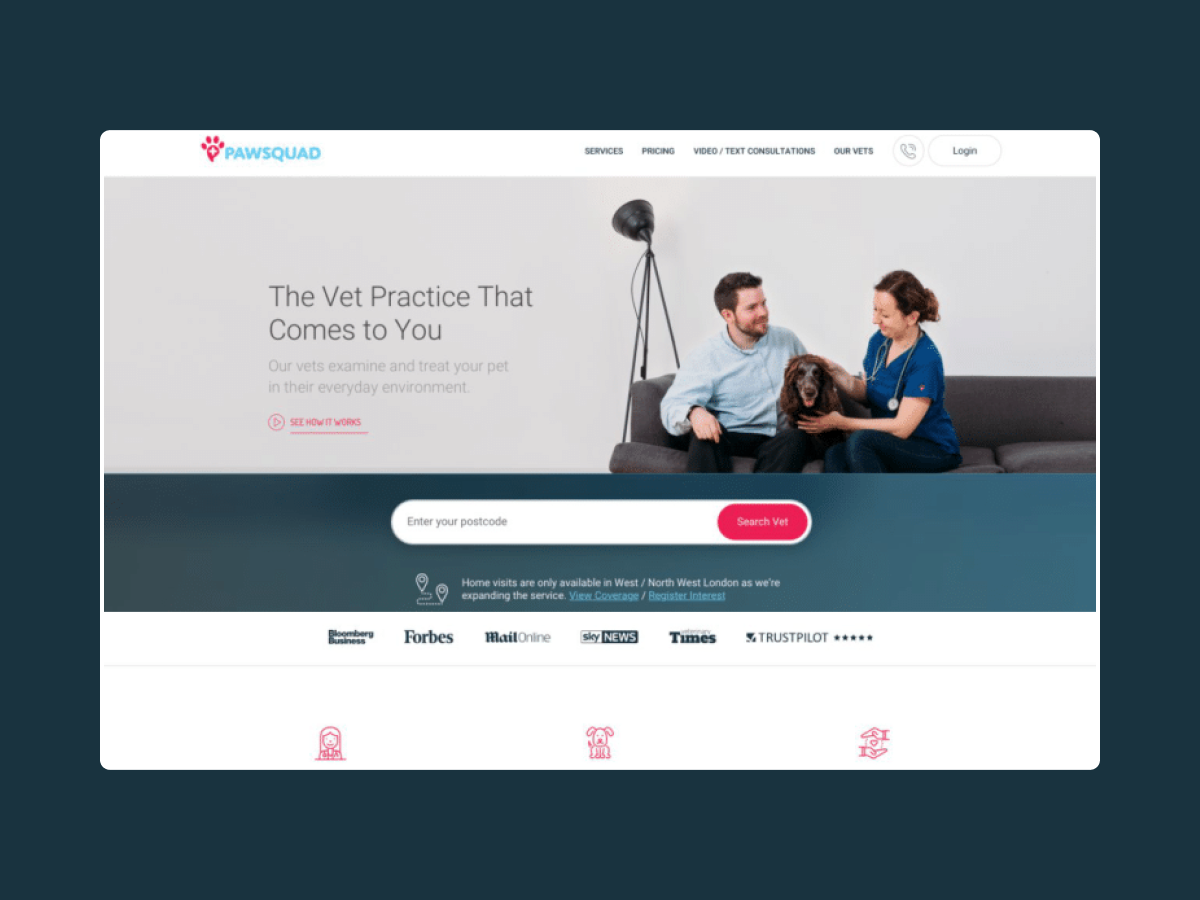 PAWSQUAD
SERVICES
PRICING
VIDEO / TEXT CONSULTATIONS
OUR VETS
Login
The Vet Practice That
Comes to You
Our vets examine and treat your pet
in their everyday environment.
SEE HOW IT WORKS
Enter your postcode
Search Vet
Home visits are only available in West / North West London as we're
expanding the service. View Coverage / Register Interest
Bloomberg
Business
Forbes
MailOnline
sky NEWS
veterinary
Times
TRUSTPILOT